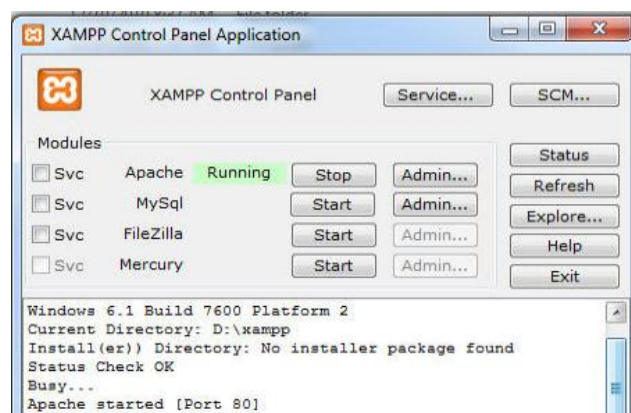 XAMPP Control Panel Application
XAMPP Control Panel Service... SCM...
Modules
Svc Apache Running Stop Admin...
Svc MySql Start Admin...
Svc FileZilla Start Admin...
Svc Mercury Start Admin...
Status
Refresh
Explore...
Help
Exit
Windows 6.1 Build 7600 Platform 2
Current Directory: D:\xampp
Install(er)) Directory: No installer package found
Status Check OK
Busy...
Apache started [Port 80]